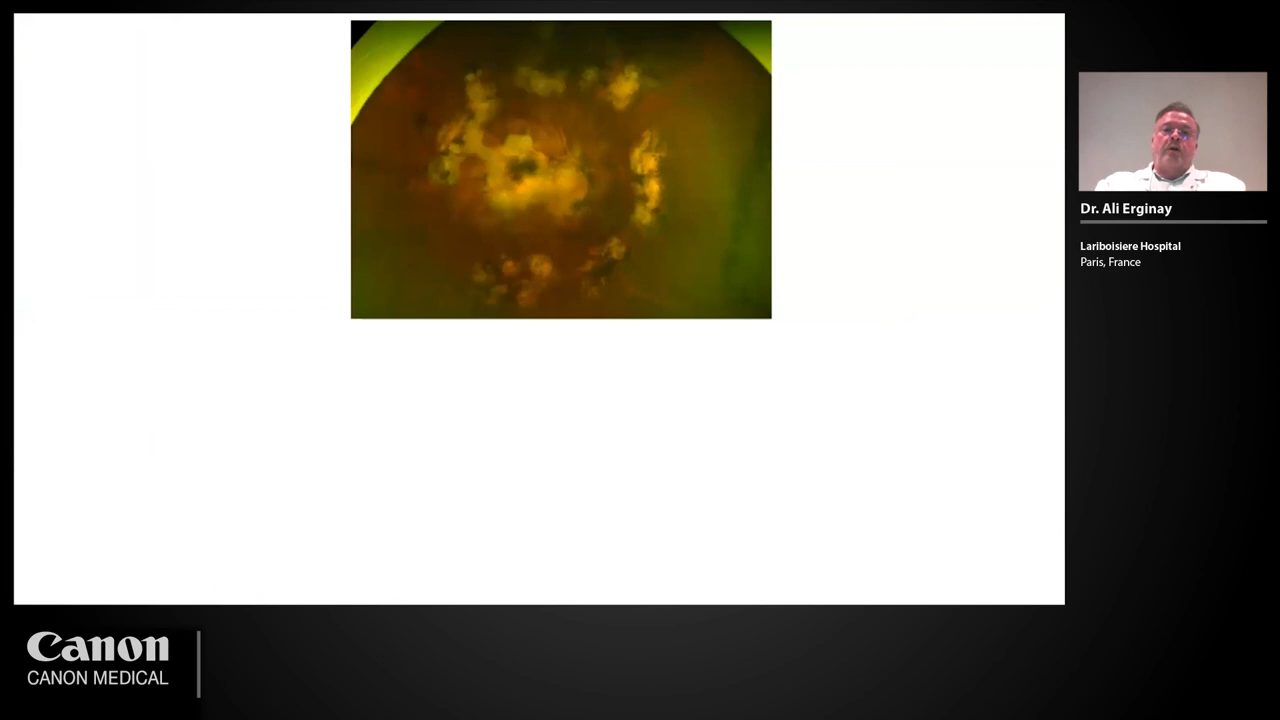 Dr. Ali Erginay
Lariboisiere Hospital
Paris, France
Canon
CANON MEDICAL